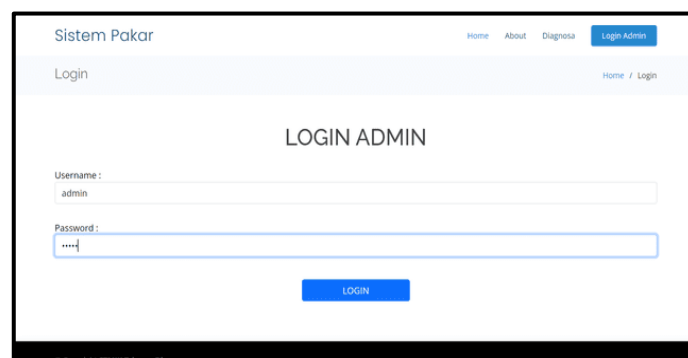 Sistem Pakar
Home About Diagnosa Login Admin
Login
Home / Login
LOGIN ADMIN
Username :
admin
Password :
•••••
LOGIN